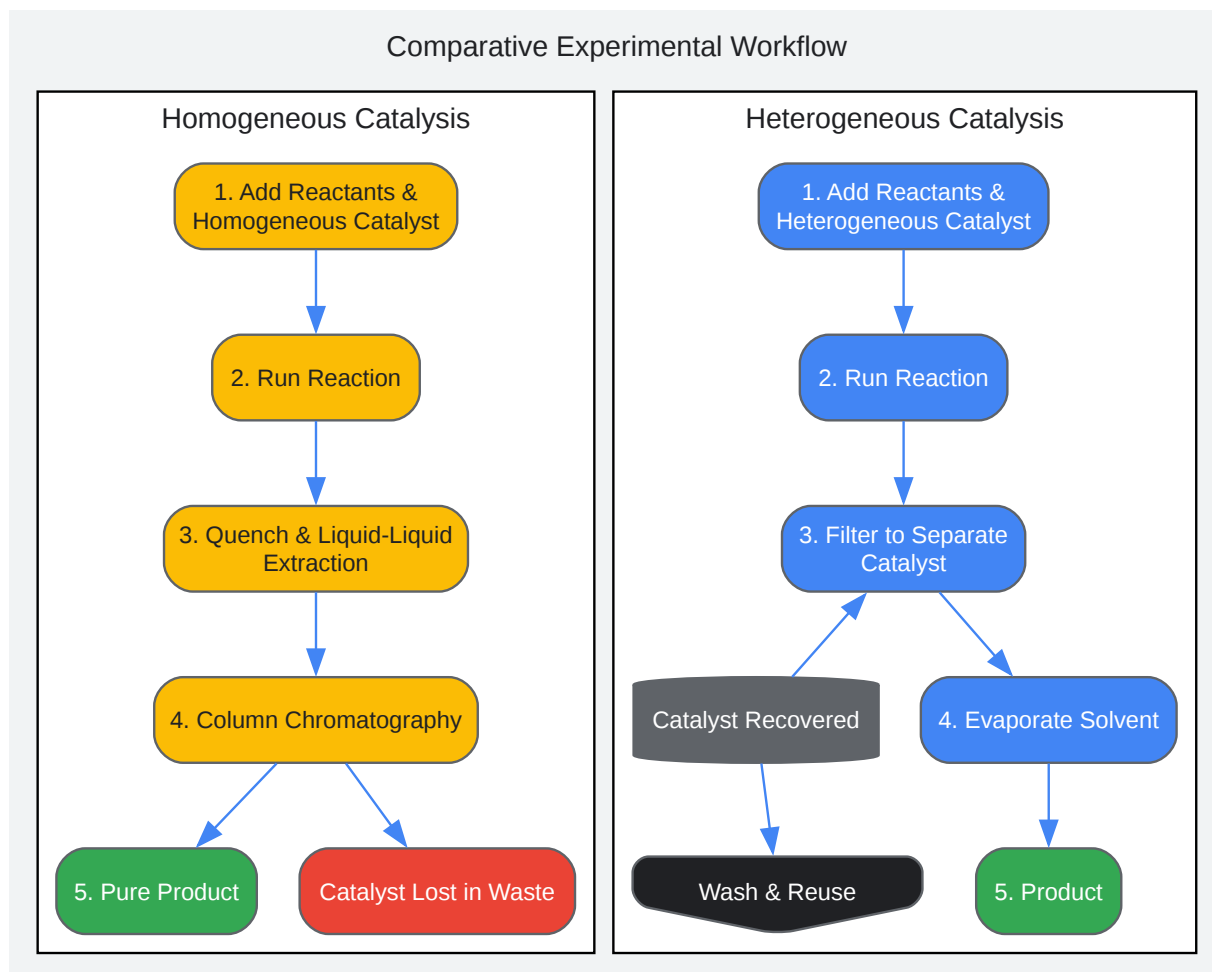 Comparative Experimental Workflow
Homogeneous Catalysis
1. Add Reactants &
Homogeneous Catalyst
2. Run Reaction
3. Quench & Liquid-Liquid
Extraction
4. Column Chromatography
5. Pure Product
Catalyst Lost in Waste
Heterogeneous Catalysis
1. Add Reactants &
Heterogeneous Catalyst
2. Run Reaction
3. Filter to Separate
Catalyst
Catalyst Recovered
4. Evaporate Solvent
Wash & Reuse
5. Product